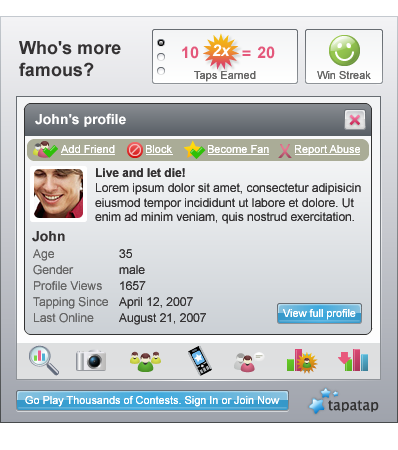 Who's more
famous?
10 2x = 20
Taps Earned
Win Streak
John's profile
Add Friend Block Become Fan Report Abuse
Live and let die!
Lorem ipsum dolor sit amet, consectetur adipisicin
eiusmod tempor incididunt ut labore et dolore. Ut
enim ad minim veniam, quis nostrud exercitation.
John
Age 35
Gender male
Profile Views 1657
Tapping Since April 12, 2007
Last Online August 21, 2007
View full profile
Go Play Thousands of Contests. Sign In or Join Now
tapatap